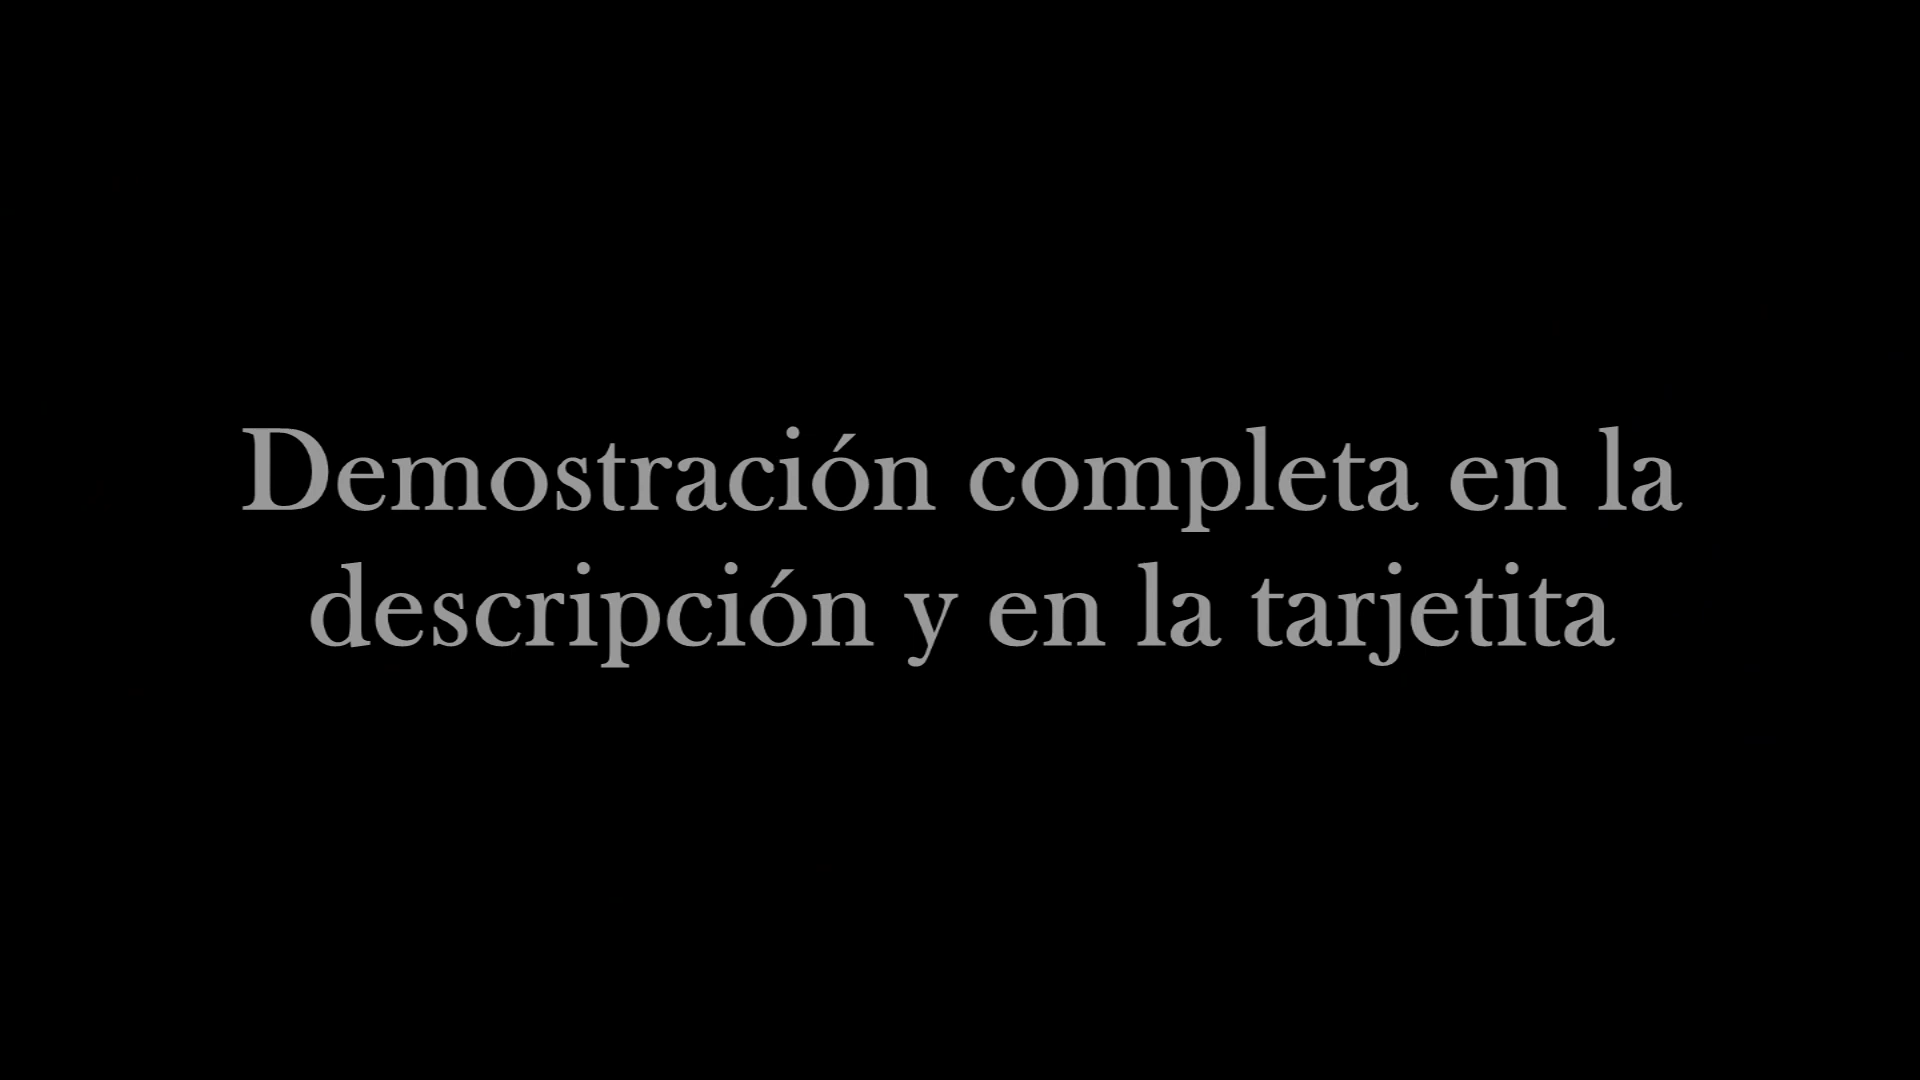 Demostración completa en la
descripción y en la tarjetita